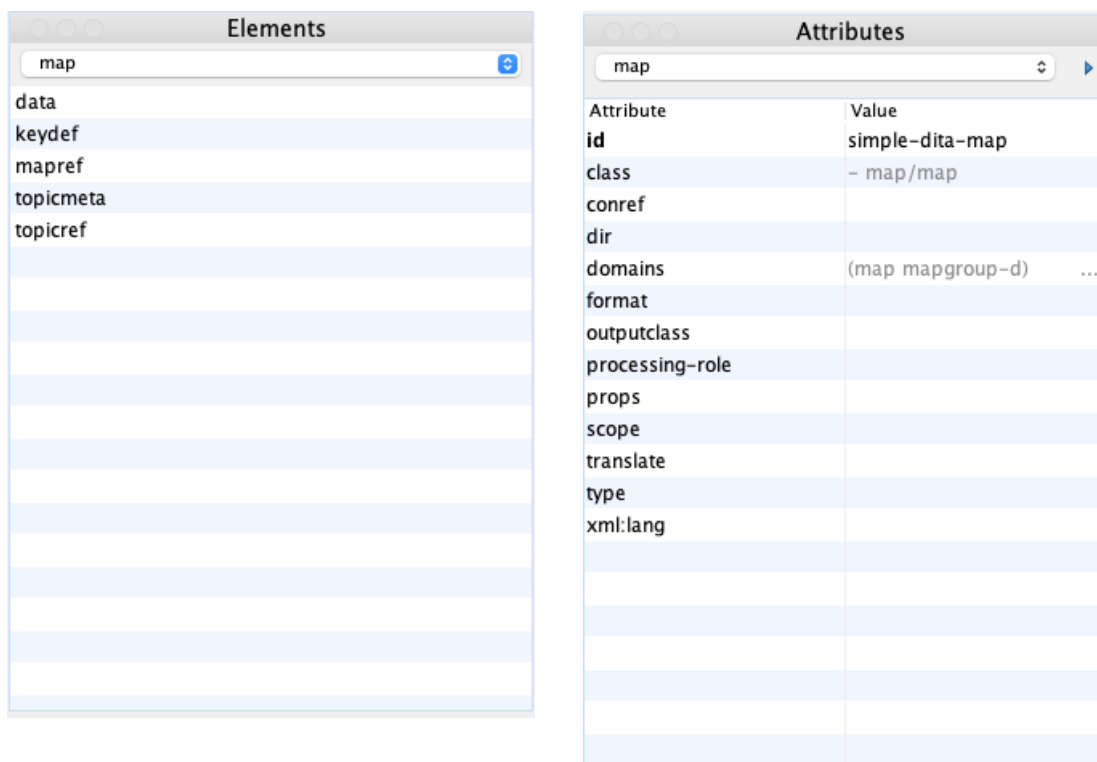 Elements
map
data
keydef
mapref
topicmeta
topicref
Attributes
map
Attribute Value
id simple-dita-map
class - map/map
conref
dir
domains (map mapgroup-d) ...
format
outputclass
processing-role
props
scope
translate
type
xml:lang